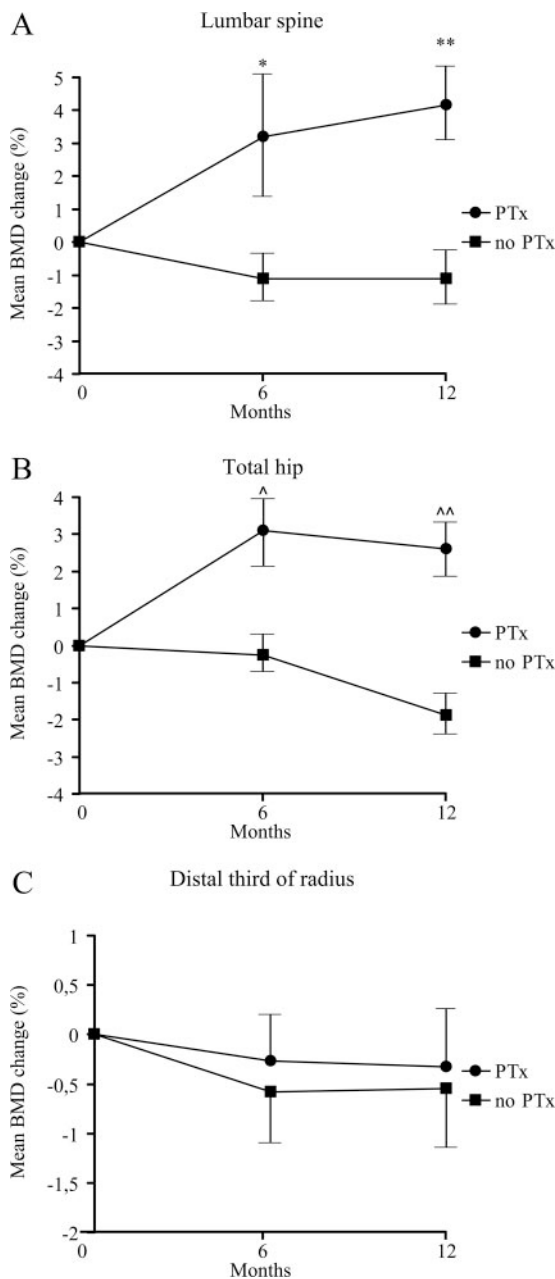 A
Lumbar spine
Mean BMD change (%)
5
4
3
2
1
0
-1
-2
-3
-4
*
**
PTx
no PTx
0 6 12
Months
B
Total hip
Mean BMD change (%)
4
3
2
1
0
-1
-2
-3
-4
^
^^
PTx
no PTx
0 6 12
Months
C
Distal third of radius
Mean BMD change (%)
1
0,5
0
-0,5
-1
-1,5
-2
PTx
no PTx
0 6 12
Months